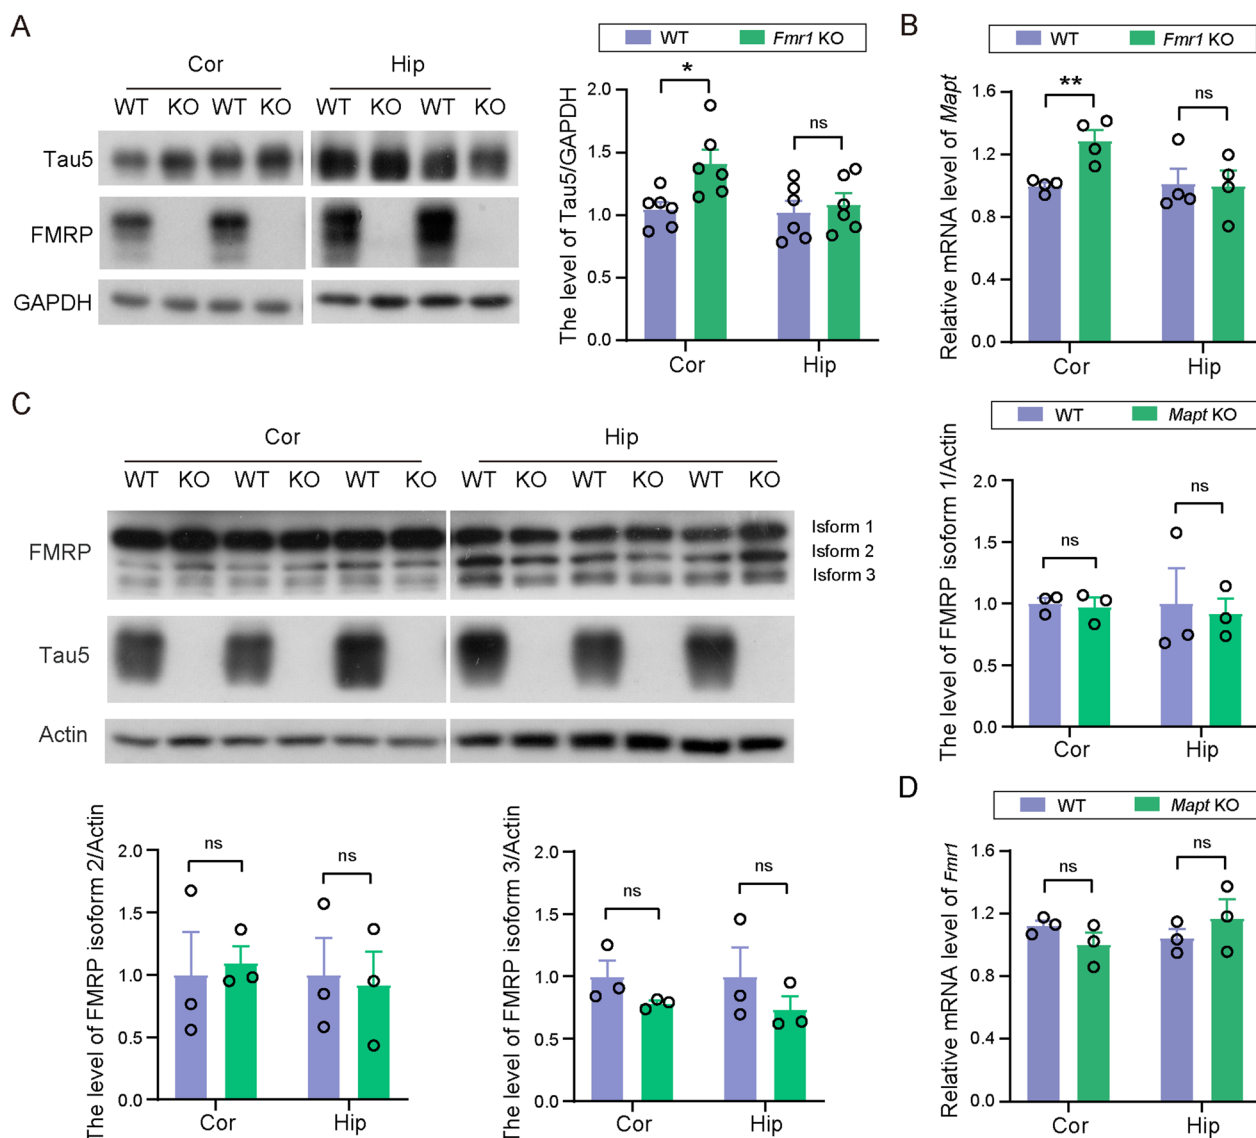 A
Cor
Hip
WT KO WT KO WT KO WT KO
Tau5
FMRP
GAPDH
WT Fmr1 KO
The level of Tau5/GAPDH
2.0
1.5
1.0
0.5
0.0
*
ns
Cor Hip
B
WT Fmr1 KO
Relative mRNA level of Mapt
1.6
1.2
0.8
0.4
0.0
**
ns
Cor Hip
C
Cor Hip
WT KO WT KO WT KO WT KO WT KO WT KO
FMRP
Isform 1
Isform 2
Isform 3
Tau5
Actin
WT Mapt KO
The level of FMRP isoform 1/Actin
2.0
1.5
1.0
0.5
0.0
ns
ns
Cor Hip
The level of FMRP isoform 2/Actin
2.0
1.5
1.0
0.5
0.0
ns
ns
Cor Hip
The level of FMRP isoform 3/Actin
2.0
1.5
1.0
0.5
0.0
ns
ns
Cor Hip
D
WT Mapt KO
Relative mRNA level of Fmr1
1.6
1.2
0.8
0.4
0.0
ns
ns
Cor Hip